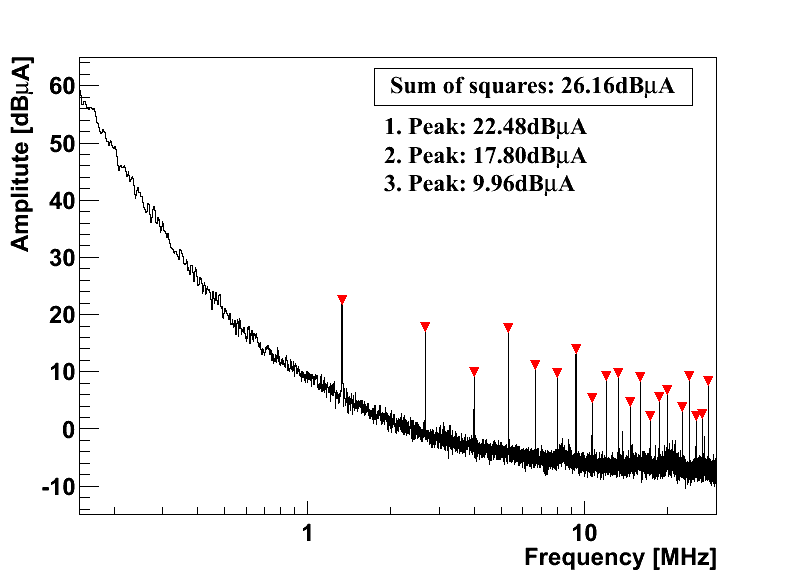 Sum of squares: 26.16dBμA
1. Peak: 22.48dBμA
2. Peak: 17.80dBμA
3. Peak: 9.96dBμA
Amplitude [dBμA]
60
50
40
30
20
10
0
-10
1
10
Frequency [MHz]